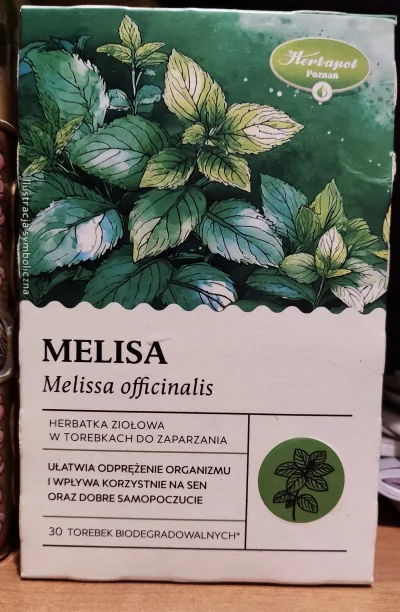 Herbapol
Poznań
Ilustracja symboliczna
MELISA
Melissa officinalis
HERBATKA ZIOŁOWA
W TOREBKACH DO ZAPARZANIA
UŁATWIA ODPRĘŻENIE ORGANIZMU
I WPŁYWA KORZYSTNIE NA SEN
ORAZ DOBRE SAMOPOCZUCIE
30 TOREBEK BIODEGRADOWALNYCH*